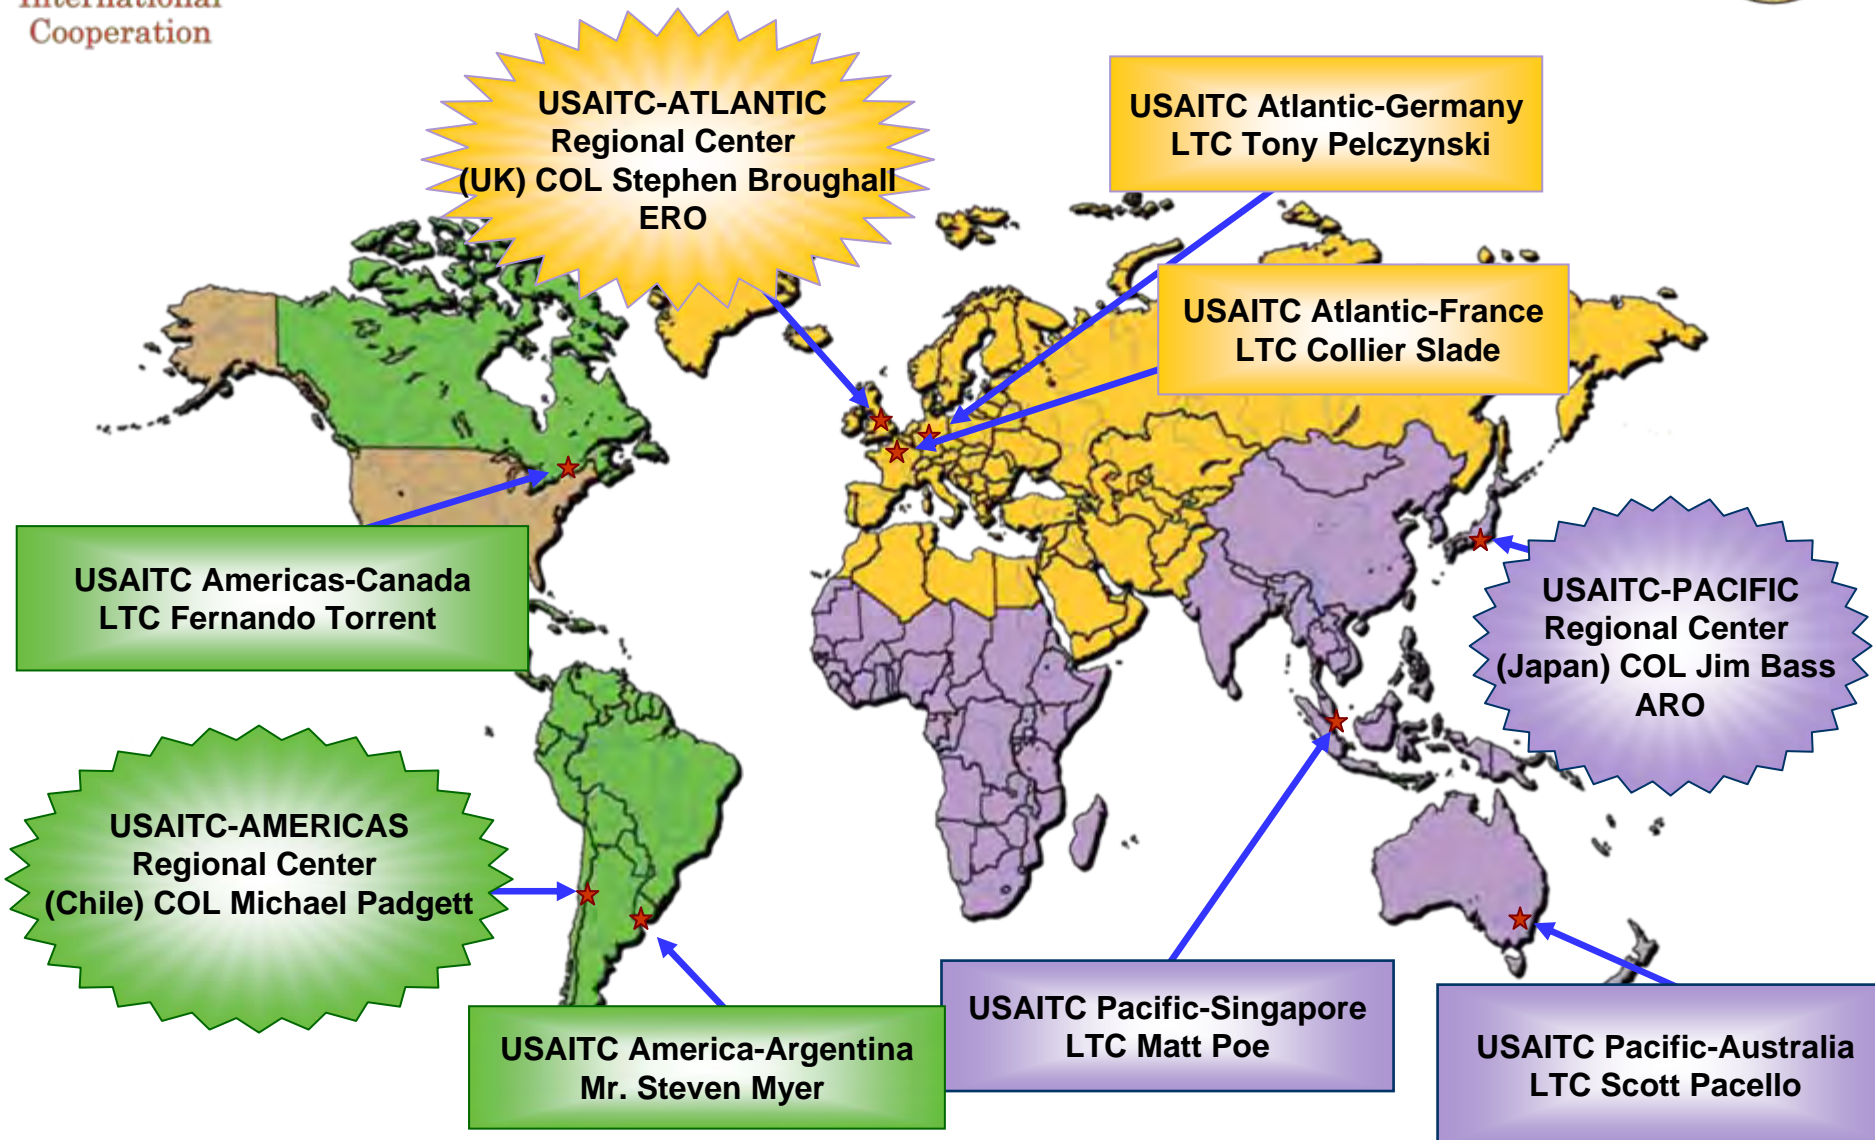 International
Cooperation
USAITC-ATLANTIC
Regional Center
(UK) COL Stephen Broughall
ERO
USAITC Atlantic-Germany
LTC Tony Pelczynski
USAITC Atlantic-France
LTC Collier Slade
USAITC Americas-Canada
LTC Fernando Torrent
USAITC-PACIFIC
Regional Center
(Japan) COL Jim Bass
ARO
USAITC-AMERICAS
Regional Center
(Chile) COL Michael Padgett
USAITC America-Argentina
Mr. Steven Myer
USAITC Pacific-Singapore
LTC Matt Poe
USAITC Pacific-Australia
LTC Scott Pacello